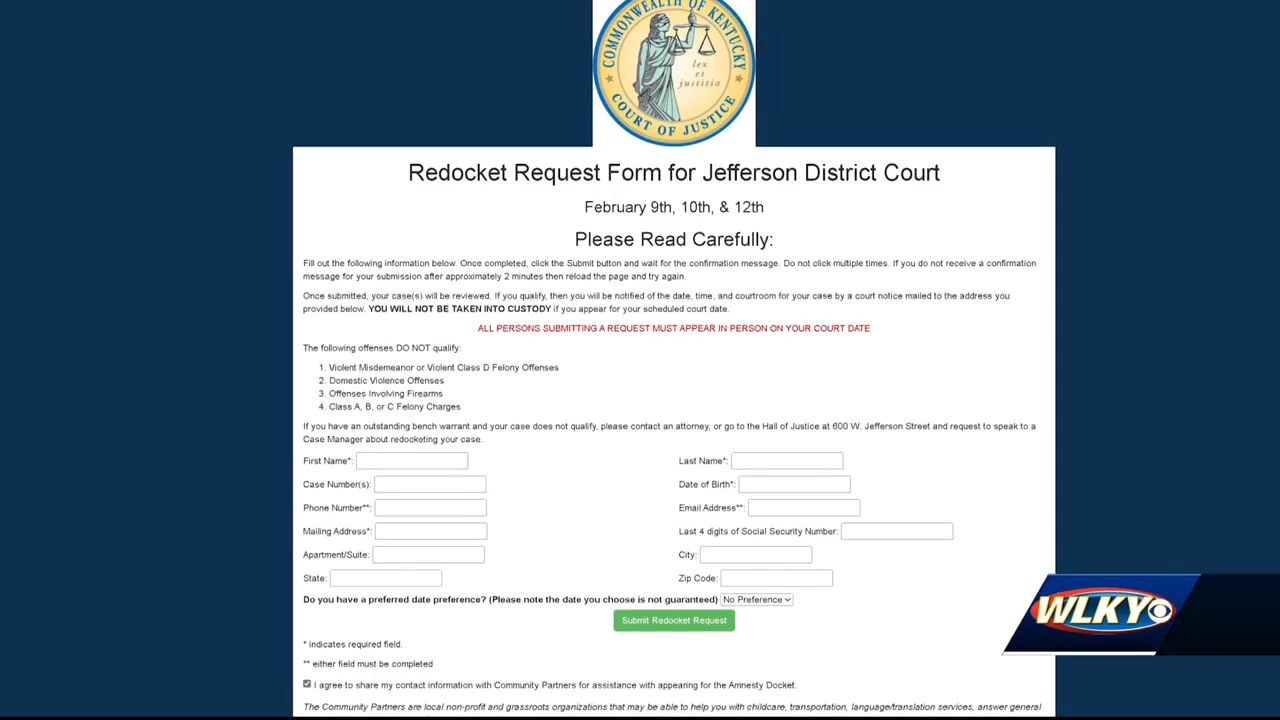 COMMONWEALTH OF KENTUCKY
lex
et
justitia
COURT OF JUSTICE
Redocket Request Form for Jefferson District Court
February 9th, 10th, & 12th
Please Read Carefully:
Fill out the following information below. Once completed, click the Submit button and wait for the confirmation message. Do not click multiple times. If you do not receive a confirmation
message for your submission after approximately 2 minutes then reload the page and try again.
Once submitted, your case(s) will be reviewed. If you qualify, then you will be notified of the date, time, and courtroom for your case by a court notice mailed to the address you
provided below. YOU WILL NOT BE TAKEN INTO CUSTODY if you appear for your scheduled court date.
ALL PERSONS SUBMITTING A REQUEST MUST APPEAR IN PERSON ON YOUR COURT DATE
The following offenses DO NOT qualify:
1. Violent Misdemeanor or Violent Class D Felony Offenses
2. Domestic Violence Offenses
3. Offenses Involving Firearms
4. Class A, B, or C Felony Charges
If you have an outstanding bench warrant and your case does not qualify, please contact an attorney, or go to the Hall of Justice at 600 W. Jefferson Street and request to speak to a
Case Manager about redocketing your case.
First Name*: Last Name*:
Case Number(s): Date of Birth*:
Phone Number**: Email Address**:
Mailing Address*: Last 4 digits of Social Security Number:
Apartment/Suite: City:
State: Zip Code:
Do you have a preferred date preference? (Please note the date you choose is not guaranteed) No Preference
Submit Redocket Request
WLKY
* indicates required field.
** either field must be completed
I agree to share my contact information with Community Partners for assistance with appearing for the Amnesty Docket.
The Community Partners are local non-profit and grassroots organizations that may be able to help you with childcare, transportation, language/translation services, answer general